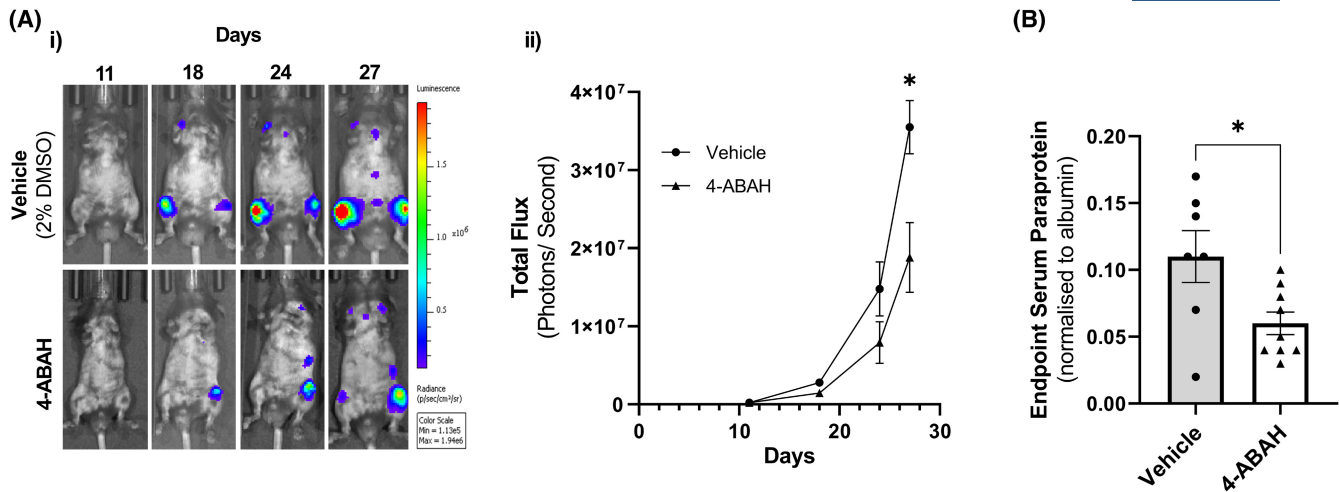 (A)
i)
Days
11 18 24 27
Vehicle
(2% DMSO)
4-ABAH
Luminescence
1.5
1.0 x10⁶
0.5
Radiance
(p/sec/cm²/sr)
Color Scale
Min = 1.13e5
Max = 1.94e6
ii)
*
Total Flux
(Photons/ Second)
4×10⁷
3×10⁷
2×10⁷
1×10⁷
0
Vehicle
4-ABAH
0 10 20 30
Days
(B)
*
Endpoint Serum Paraprotein
(normalised to albumin)
0.20
0.15
0.10
0.05
0.00
Vehicle
4-ABAH